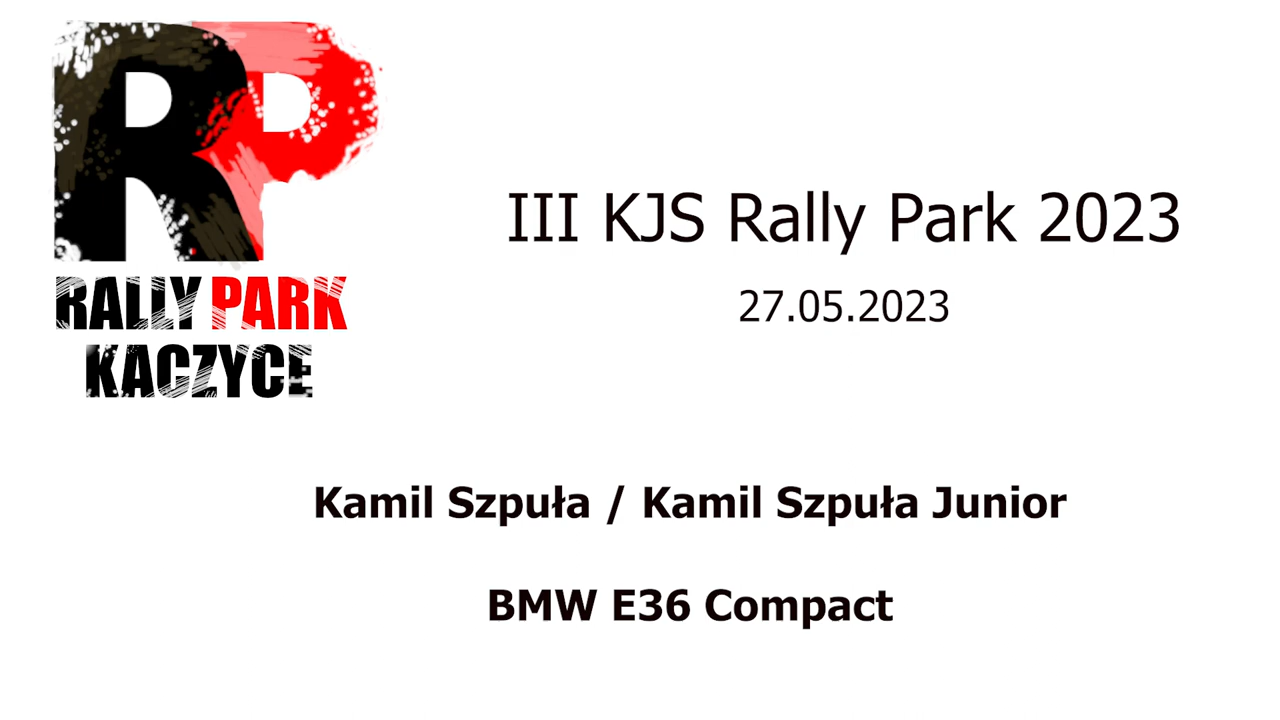 RP
RALLY PARK
KACZYCE
III KJS Rally Park 2023
27.05.2023
Kamil Szpuła / Kamil Szpuła Junior
BMW E36 Compact